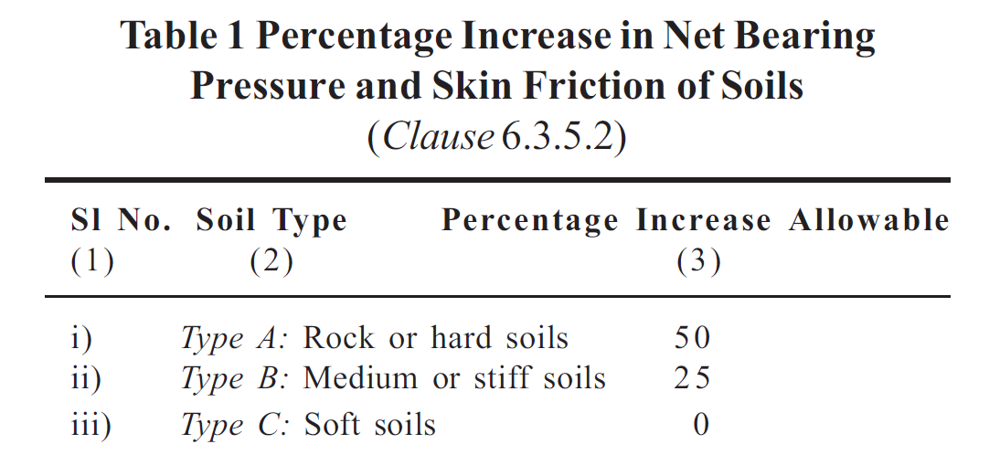 Table 1 Percentage Increase in Net Bearing
Pressure and Skin Friction of Soils
(Clause 6.3.5.2)
Sl No. Soil Type Percentage Increase Allowable
(1) (2) (3)
i) Type A: Rock or hard soils 50
ii) Type B: Medium or stiff soils 25
iii) Type C: Soft soils 0